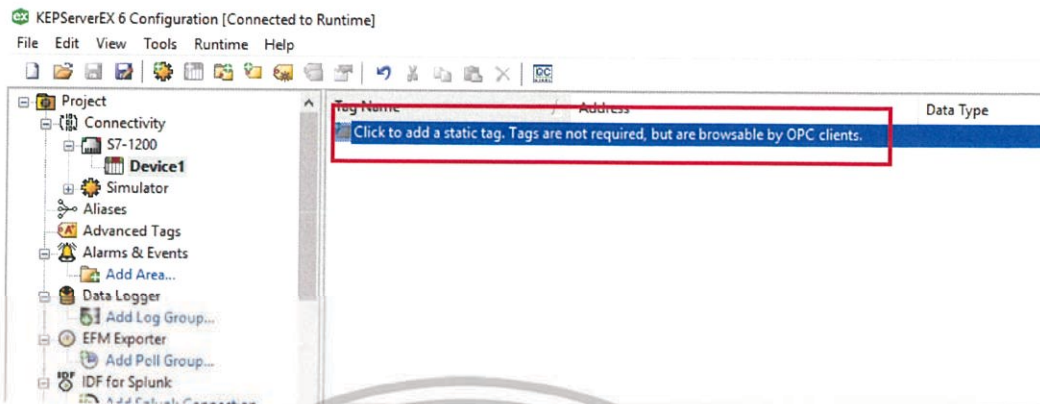 KEPServerEX 6 Configuration [Connected to Runtime]
File Edit View Tools Runtime Help
Project
Connectivity
S7-1200
Device1
Simulator
Aliases
Advanced Tags
Alarms & Events
Add Area...
Data Logger
Add Log Group...
EFM Exporter
Add Poll Group...
IDF for Splunk
Add Splunk Connection
Tag Name / Address Data Type
Click to add a static tag. Tags are not required, but are browsable by OPC clients.